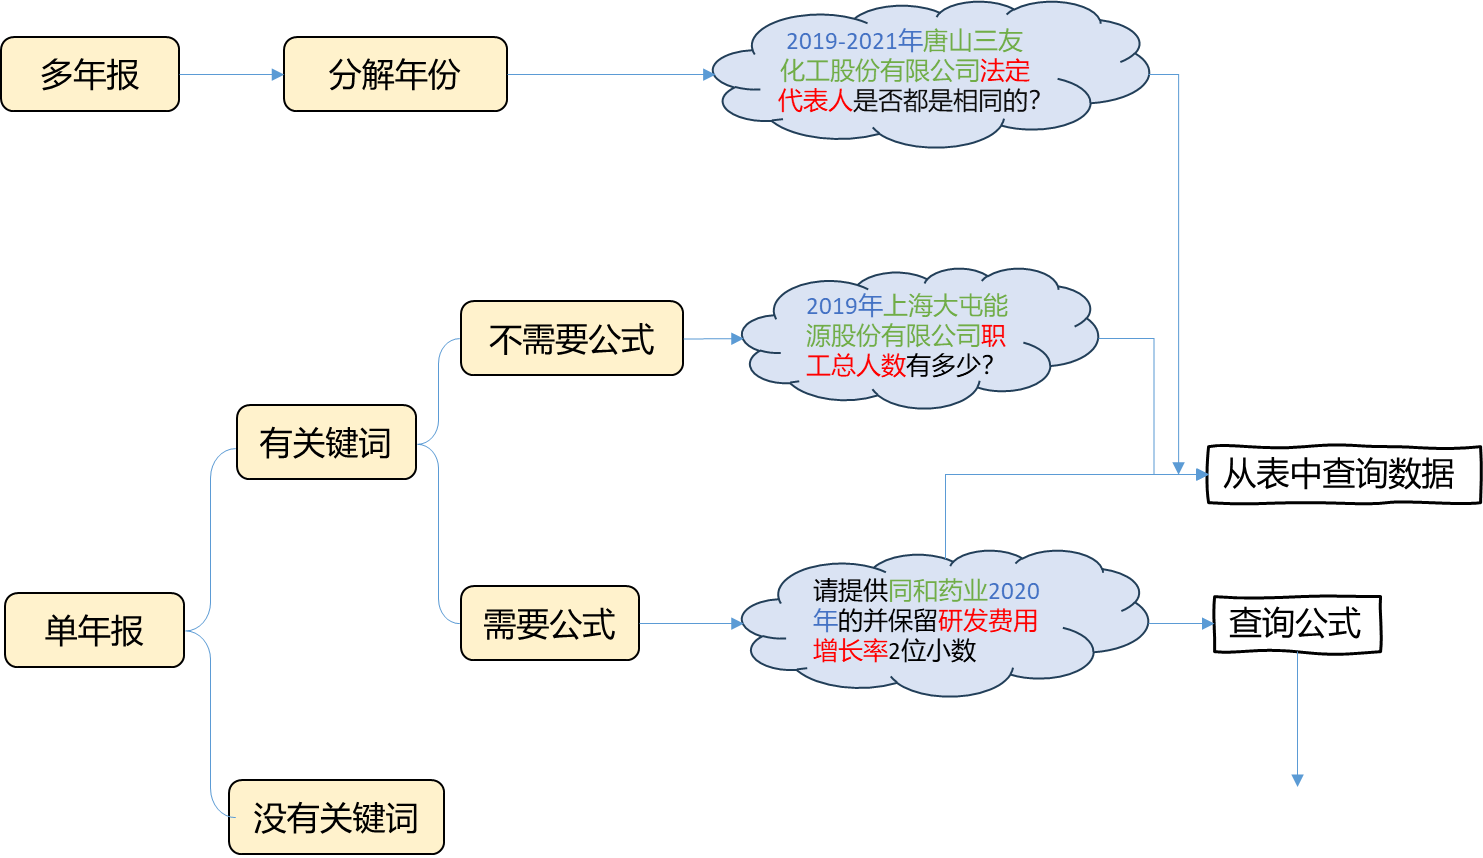 多年报
分解年份
2019-2021年唐山三友
化工股份有限公司法定
代表人是否都是相同的?
不需要公式
2019年上海大屯能
源股份有限公司职
工总人数有多少?
有关键词
从表中查询数据
单年报
需要公式
请提供同和药业2020
年的并保留研发费用
增长率2位小数
查询公式
没有关键词